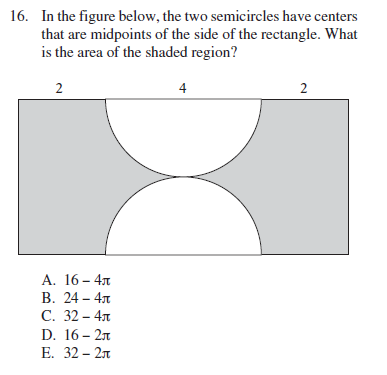 16. In the figure below, the two semicircles have centers
that are midpoints of the side of the rectangle. What
is the area of the shaded region?
2 4 2
A. 16 – 4π
B. 24 – 4π
C. 32 – 4π
D. 16 – 2π
E. 32 – 2π